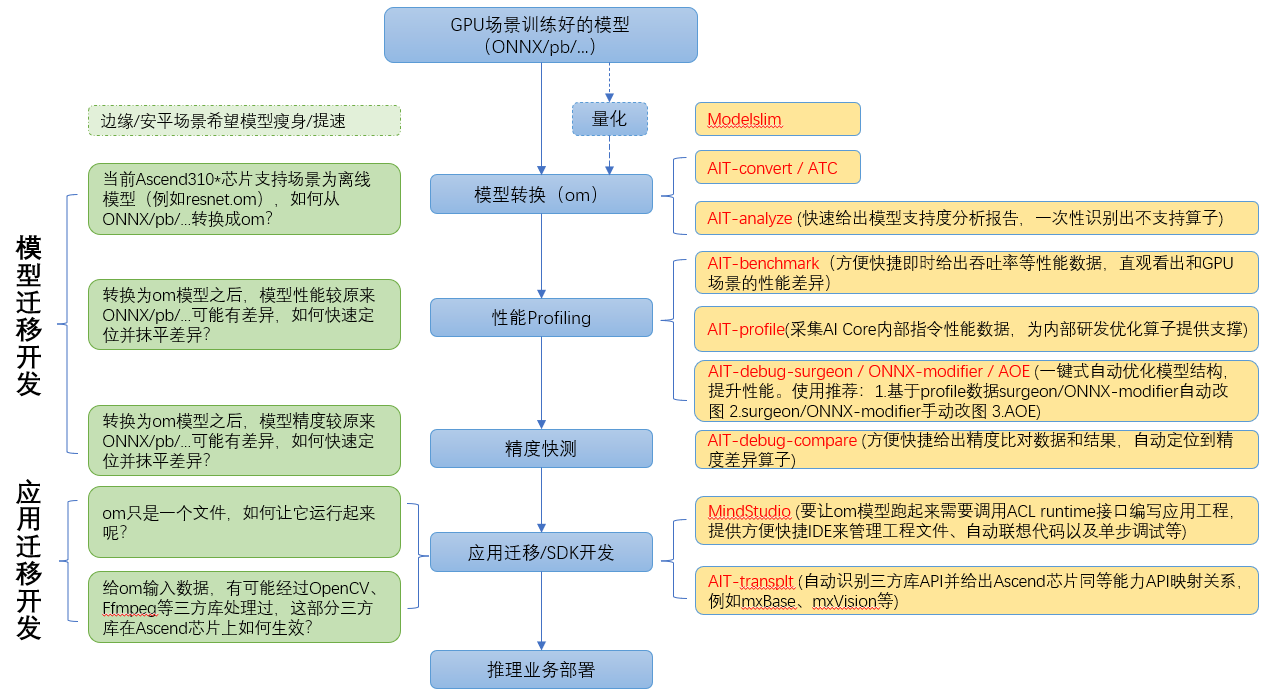 GPU场景训练好的模型
（ONNX/pb/...）
边缘/安平场景希望模型瘦身/提速
量化
Modelslim
模型迁移开发
当前Ascend310*芯片支持场景为离线
模型（例如resnet.om），如何从
ONNX/pb/...转换成om？
模型转换（om）
AIT-convert / ATC
AIT-analyze (快速给出模型支持度分析报告，一次性识别出不支持算子)
转换为om模型之后，模型性能较原来
ONNX/pb/...可能有差异，如何快速定
位并抹平差异？
性能Profiling
AIT-benchmark（方便快捷即时给出吞吐率等性能数据，直观看出和GPU
场景的性能差异）
AIT-profile(采集AI Core内部指令性能数据，为内部研发优化算子提供支撑)
AIT-debug-surgeon / ONNX-modifier / AOE (一键式自动优化模型结构，
提升性能。使用推荐：1.基于profile数据surgeon/ONNX-modifier自动改
图 2.surgeon/ONNX-modifier手动改图 3.AOE)
转换为om模型之后，模型精度较原来
ONNX/pb/...可能有差异，如何快速定
位并抹平差异？
精度快测
AIT-debug-compare (方便快捷给出精度比对数据和结果，自动定位到精
度差异算子)
应用迁移开发
om只是一个文件，如何让它运行起来
呢？
给om输入数据，有可能经过OpenCV、
Ffmpeg等三方库处理过，这部分三方
库在Ascend芯片上如何生效？
应用迁移/SDK开发
MindStudio (要让om模型跑起来需要调用ACL runtime接口编写应用工程，
提供方便快捷IDE来管理工程文件、自动联想代码以及单步调试等)
AIT-transplt (自动识别三方库API并给出Ascend芯片同等能力API映射关系，
例如mxBase、mxVision等)
推理业务部署